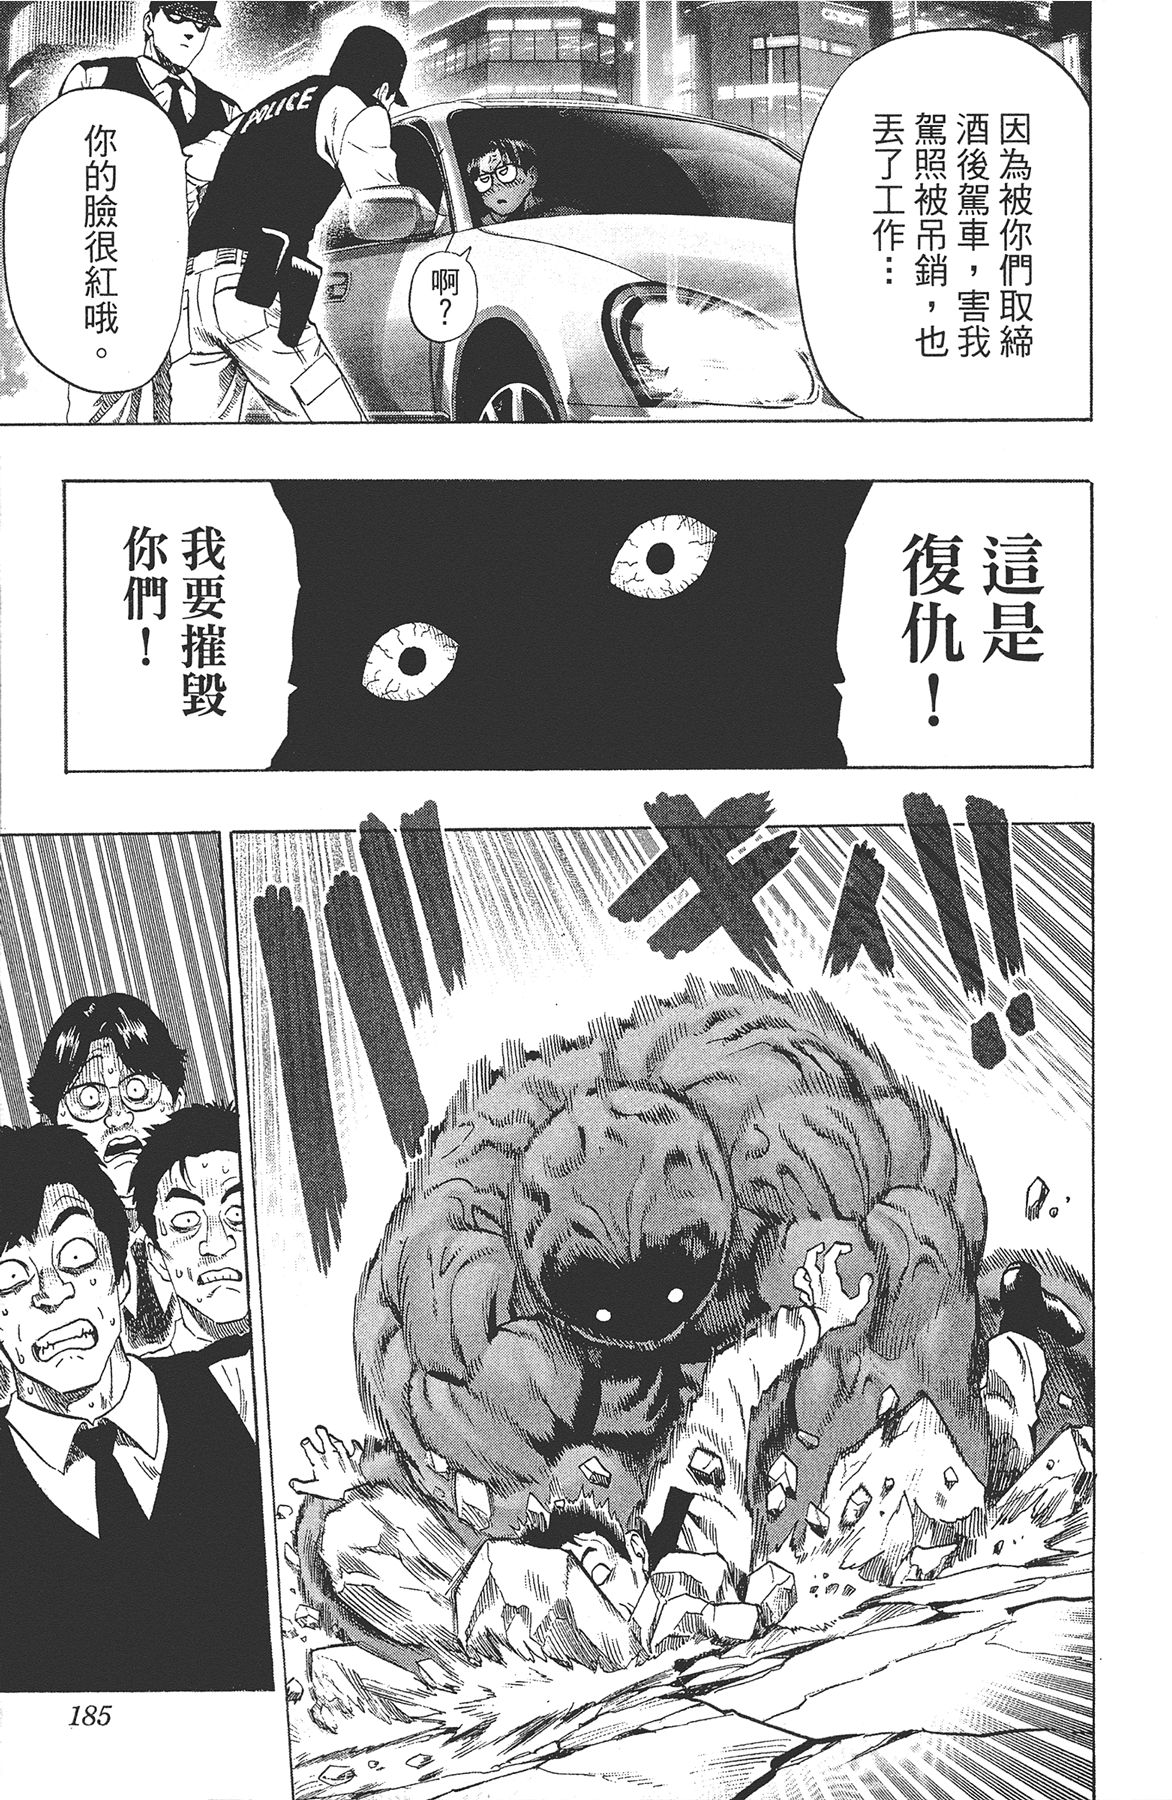 因為被你們取締
酒後駕車，害我
駕照被吊銷，也
丟了工作…
POLICE
啊？
你的臉很紅哦。
這是
復仇！
我要摧毀
你們！
185